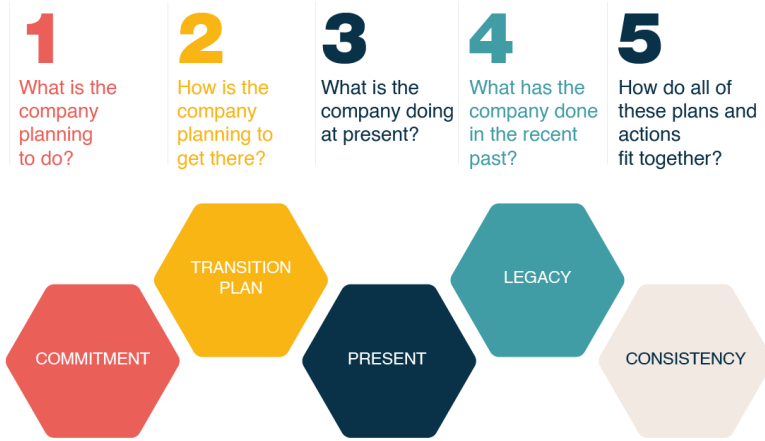 1
What is the
company
planning
to do?
2
How is the
company
planning to
get there?
3
What is the
company doing
at present?
4
What has the
company done
in the recent
past?
5
How do all of
these plans and
actions
fit together?
COMMITMENT
TRANSITION
PLAN
PRESENT
LEGACY
CONSISTENCY